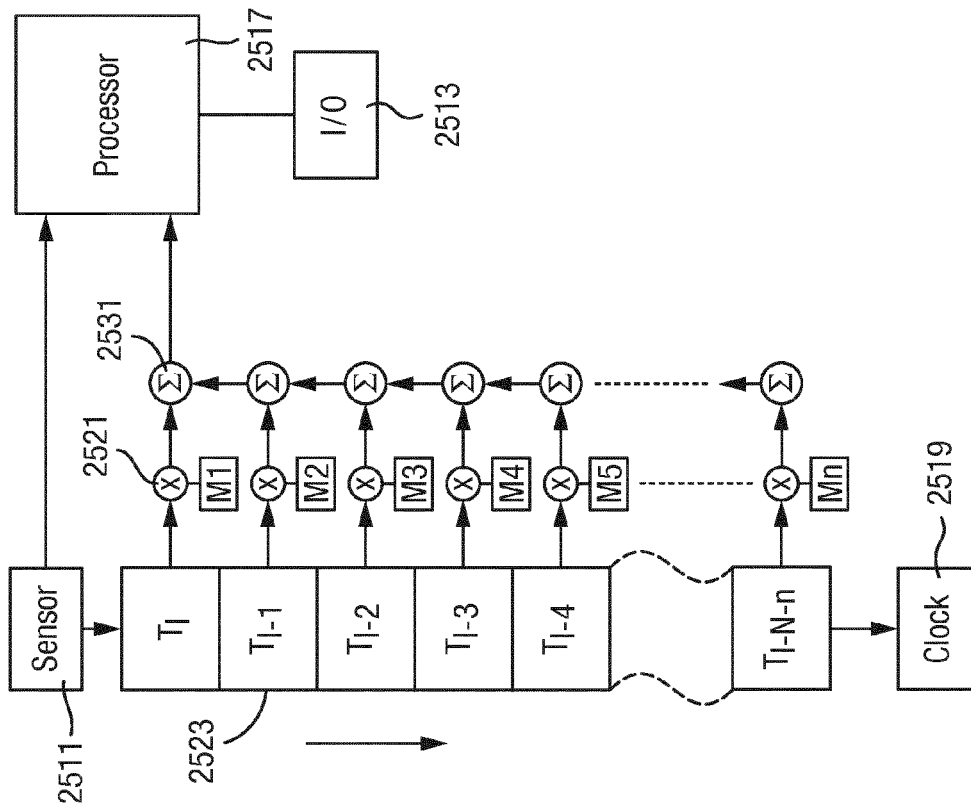 Sensor
2511
Processor
2517
I/O
2513
2521
2531
2523
TI
TI-1
TI-2
TI-3
TI-4
TI-N-n
X
X
X
X
X
X
M1
M2
M3
M4
M5
Mn
Σ
Σ
Σ
Σ
Σ
Σ
Clock
2519